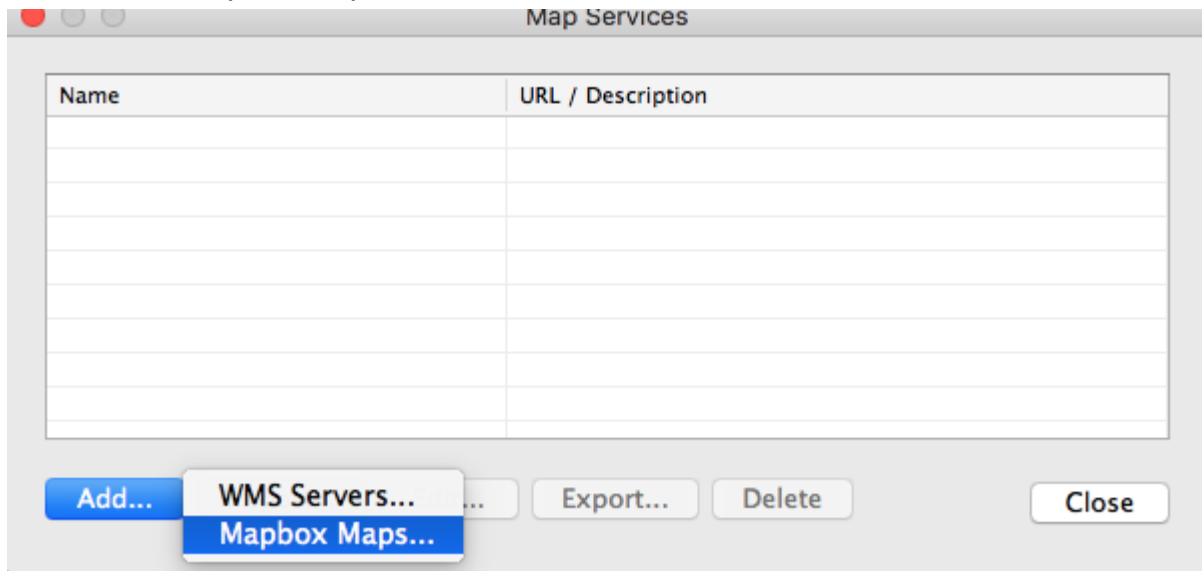 Map Services
Name URL / Description
Add... WMS Servers... ... Export... Delete Close
Mapbox Maps...